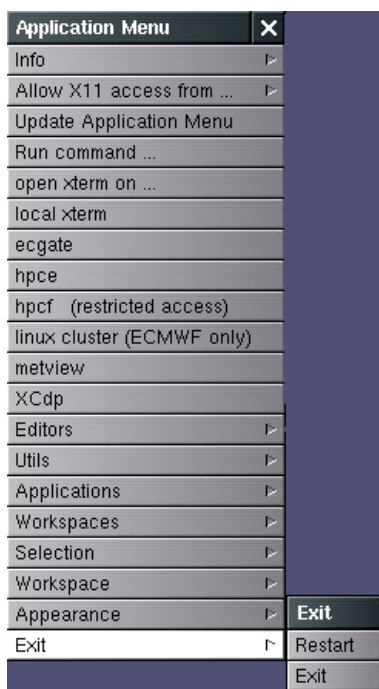 Application Menu
Info
Allow X11 access from ...
Update Application Menu
Run command ...
open xterm on ...
local xterm
ecgate
hpce
hpcf (restricted access)
linux cluster (ECMWF only)
metview
XCdp
Editors
Utils
Applications
Workspaces
Selection
Workspace
Appearance
Exit
Exit
Restart
Exit